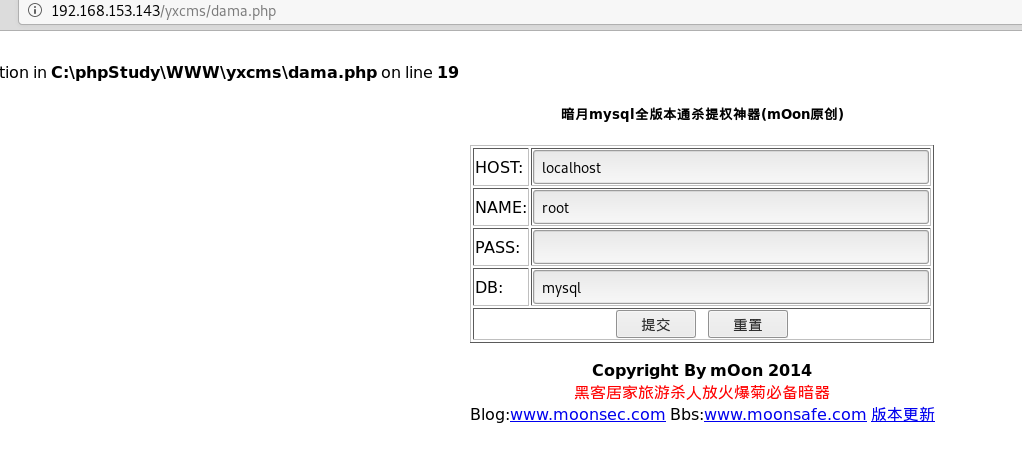 192.168.153.143/yxcms/dama.php
tion in C:\phpStudy\WWW\yxcms\dama.php on line 19
暗月mysql全版本通杀提权神器(mOon原创)
HOST: localhost
NAME: root
PASS:
DB: mysql
提交 重置
Copyright By mOon 2014
黑客居家旅游杀人放火爆菊必备暗器
Blog:www.moonsec.com Bbs:www.moonsafe.com 版本更新